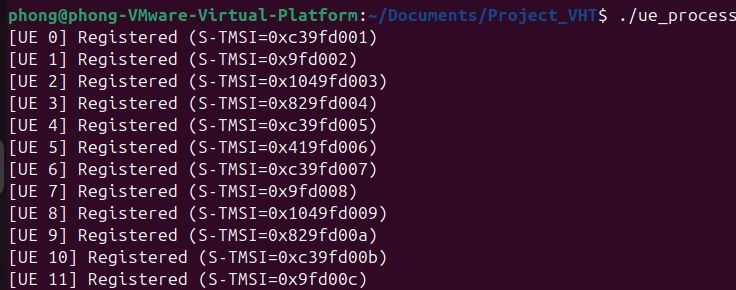 phong@phong-VMware-Virtual-Platform:~/Documents/Project_VHT$ ./ue_process
[UE 0] Registered (S-TMSI=0xc39fd001)
[UE 1] Registered (S-TMSI=0x9fd002)
[UE 2] Registered (S-TMSI=0x1049fd003)
[UE 3] Registered (S-TMSI=0x829fd004)
[UE 4] Registered (S-TMSI=0xc39fd005)
[UE 5] Registered (S-TMSI=0x419fd006)
[UE 6] Registered (S-TMSI=0xc39fd007)
[UE 7] Registered (S-TMSI=0x9fd008)
[UE 8] Registered (S-TMSI=0x1049fd009)
[UE 9] Registered (S-TMSI=0x829fd00a)
[UE 10] Registered (S-TMSI=0xc39fd00b)
[UE 11] Registered (S-TMSI=0x9fd00c)